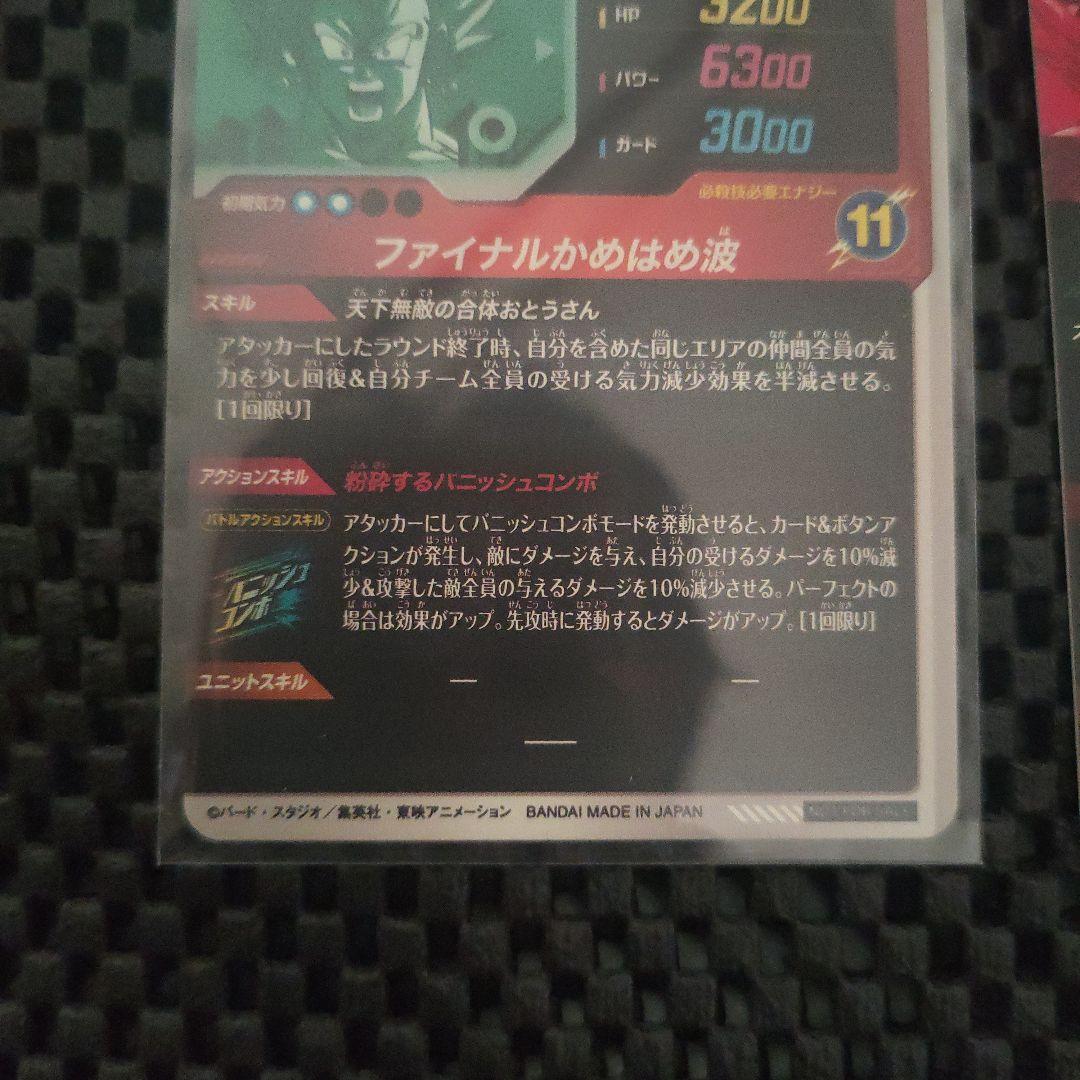 HP 3200
パワー 6300
ガード 3000
初期気力
必殺技必要エナジー
11
ファイナルかめはめ波
スキル 天下無敵の合体おとうさん
アタッカーにしたラウンド終了時、自分を含めた同じエリアの仲間全員の気
力を少し回復&自分チーム全員の受ける気力減少効果を半減させる。
[1回限り]
アクションスキル 粉砕するバニッシュコンボ
バトルアクションスキル
バニッシュ
コンボ
アタッカーにしてバニッシュコンボモードを発動させると、カード&ボタンア
クションが発生し、敵にダメージを与え、自分の受けるダメージを10%減
少&攻撃した敵全員の与えるダメージを10%減少させる。パーフェクトの
場合は効果がアップ。先攻時に発動するとダメージがアップ。[1回限り]
ユニットスキル — —
—
©バード・スタジオ／集英社・東映アニメーション BANDAI MADE IN JAPAN